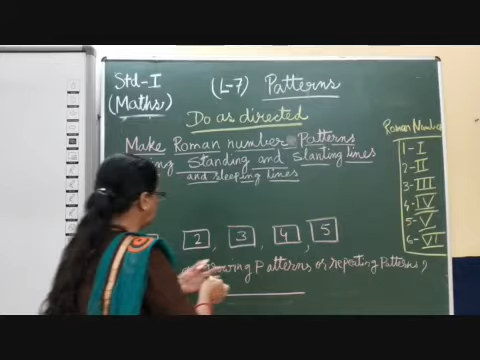 Std-I
(Maths)
(L-7) Patterns
Do as directed
Make Roman number Patterns
Standing and slanting lines
and sleeping lines
2, 3, 4, 5
Patterns or repeating Patterns?
Roman Number
1-I
2-II
3-III
4-IV
5-V
6-VI